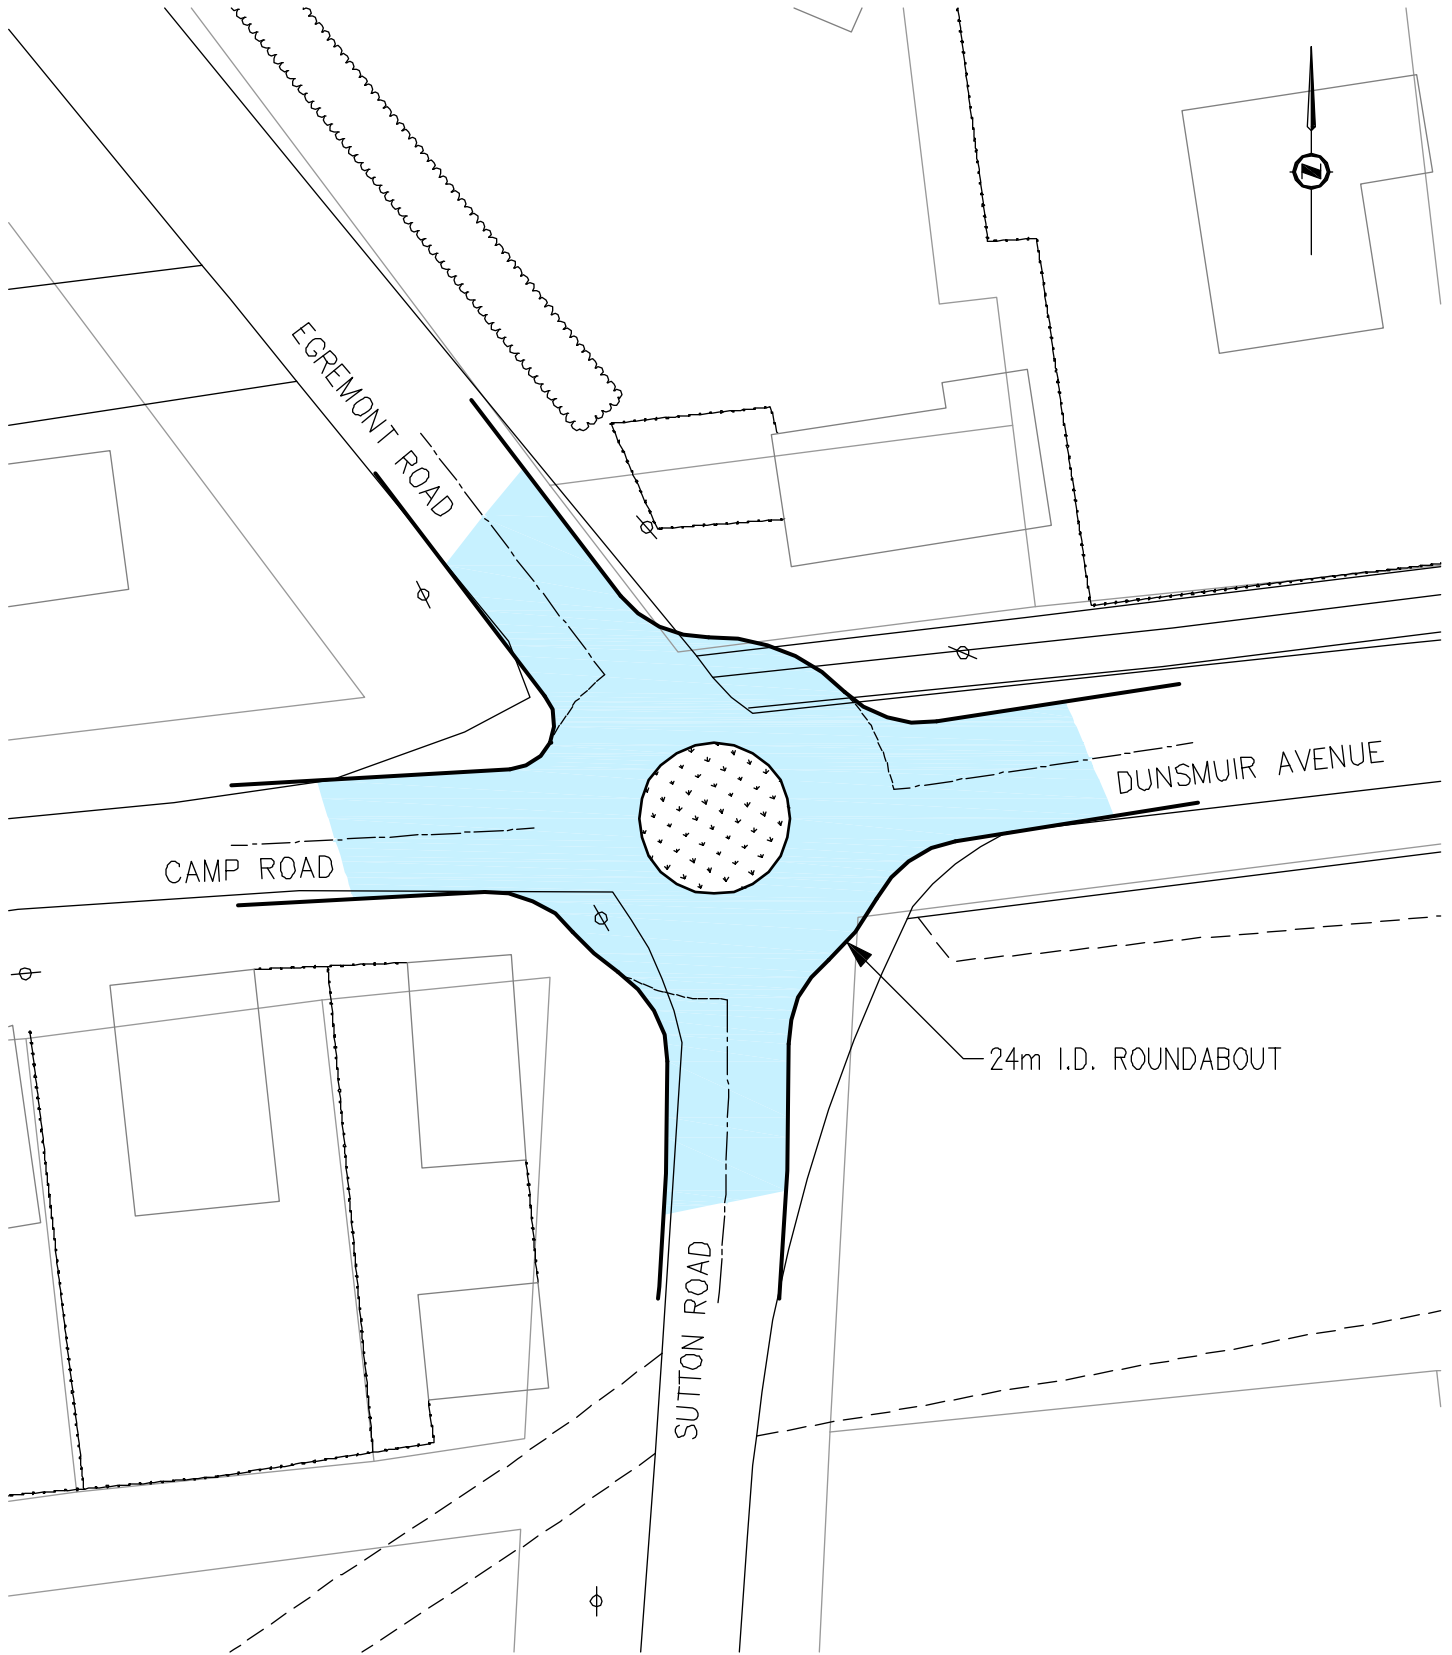 EGREMONT ROAD
DUNSMUIR AVENUE
CAMP ROAD
24m I.D. ROUNDABOUT
SUTTON ROAD